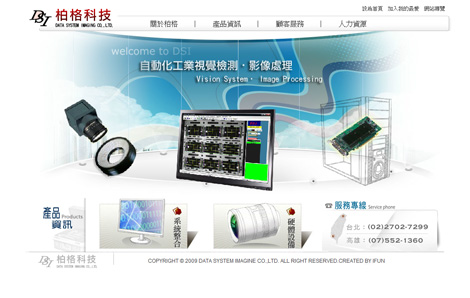 設為首頁 加入我的最愛 網站導覽
DSI 柏格科技
DATA SYSTEM IMAGING CO.,LTD.
關於柏格 產品資訊 顧客服務 人力資源
welcome to DSI
自動化工業視覺檢測・影像處理
Vision System・ Image Processing
產品資訊 Products
系統整合
硬體設備
服務專線 Service phone
台北：(02)2702-7299
高雄：(07)552-1360
柏格科技
DATA SYSTEM IMAGING CO.,LTD.
COPYRIGHT © 2009 DATA SYSTEM IMAGINE CO.,LTD. ALL RIGHT RESERVED CREATED BY IFUN